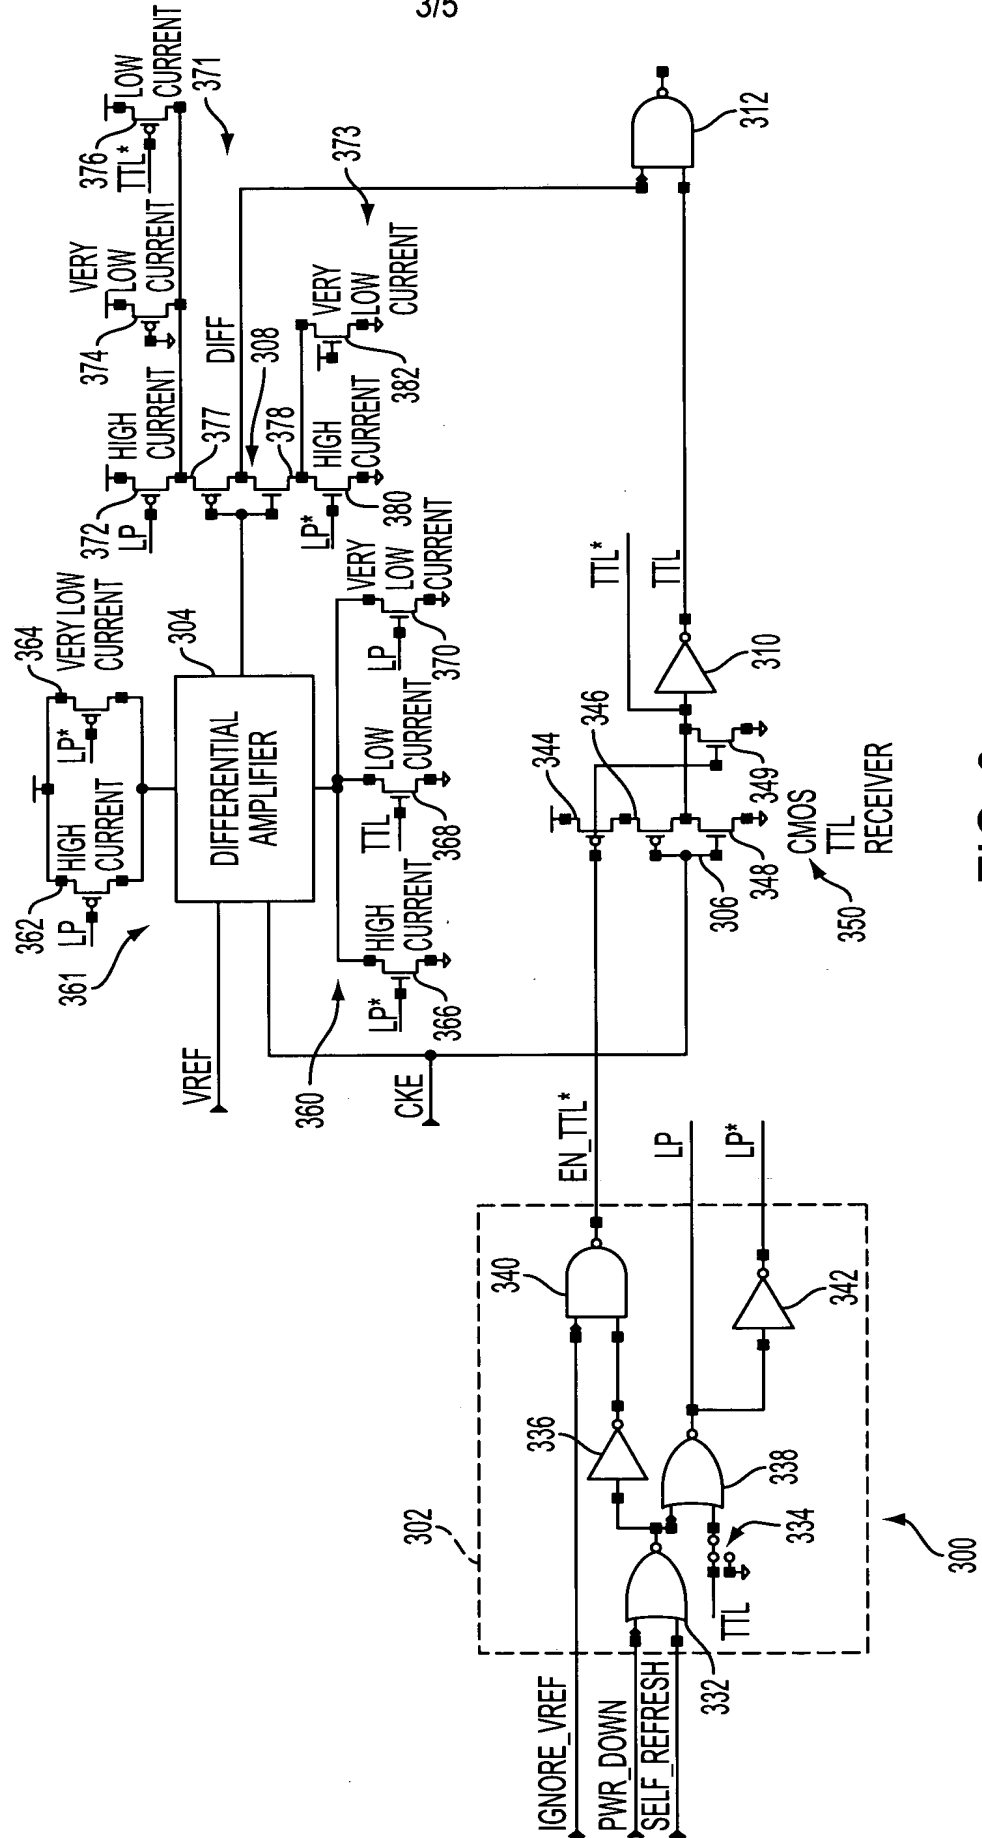 3/5
362
LP
HIGH
CURRENT
364
VERY LOW
CURRENT
LP*
361
304
DIFFERENTIAL
AMPLIFIER
VREF
360
CKE
LP*
HIGH
CURRENT
366
TTL
LOW
CURRENT
368
LP
VERY
LOW
CURRENT
370
372
LP
HIGH
CURRENT
374
VERY
LOW
CURRENT
376
TTL*
LOW
CURRENT
371
377
DIFF
308
378
LP*
HIGH
CURRENT
380
VERY
LOW
CURRENT
382
373
312
EN_TTL*
344
346
306
348
349
CMOS
TTL
RECEIVER
350
TTL*
TTL
310
LP
LP*
302
340
336
342
338
334
TTL
332
300
IGNORE_VREF
PWR_DOWN
SELF_REFRESH